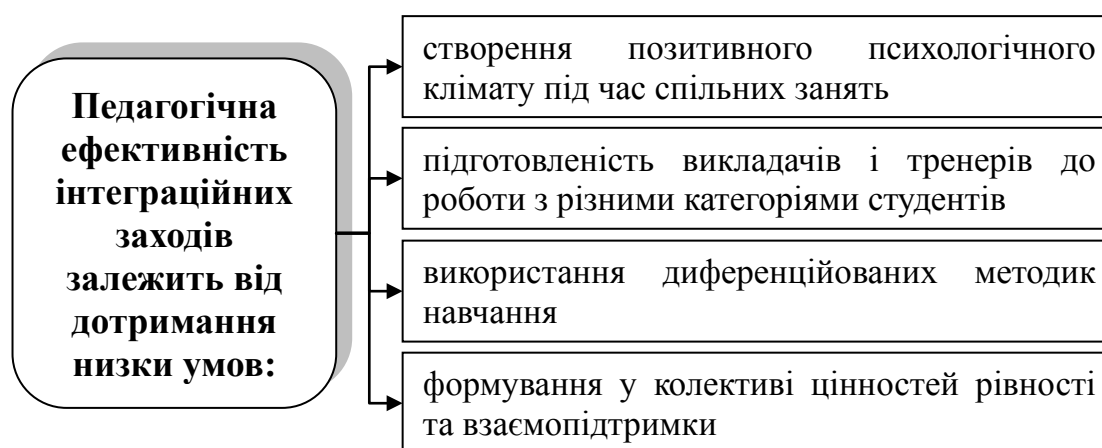 Педагогічна
ефективність
інтеграційних
заходів
залежить від
дотримання
низки умов:
створення позитивного психологічного
клімату під час спільних занять
підготовленість викладачів і тренерів до
роботи з різними категоріями студентів
використання диференційованих методик
навчання
формування у колективі цінностей рівності
та взаємопідтримки